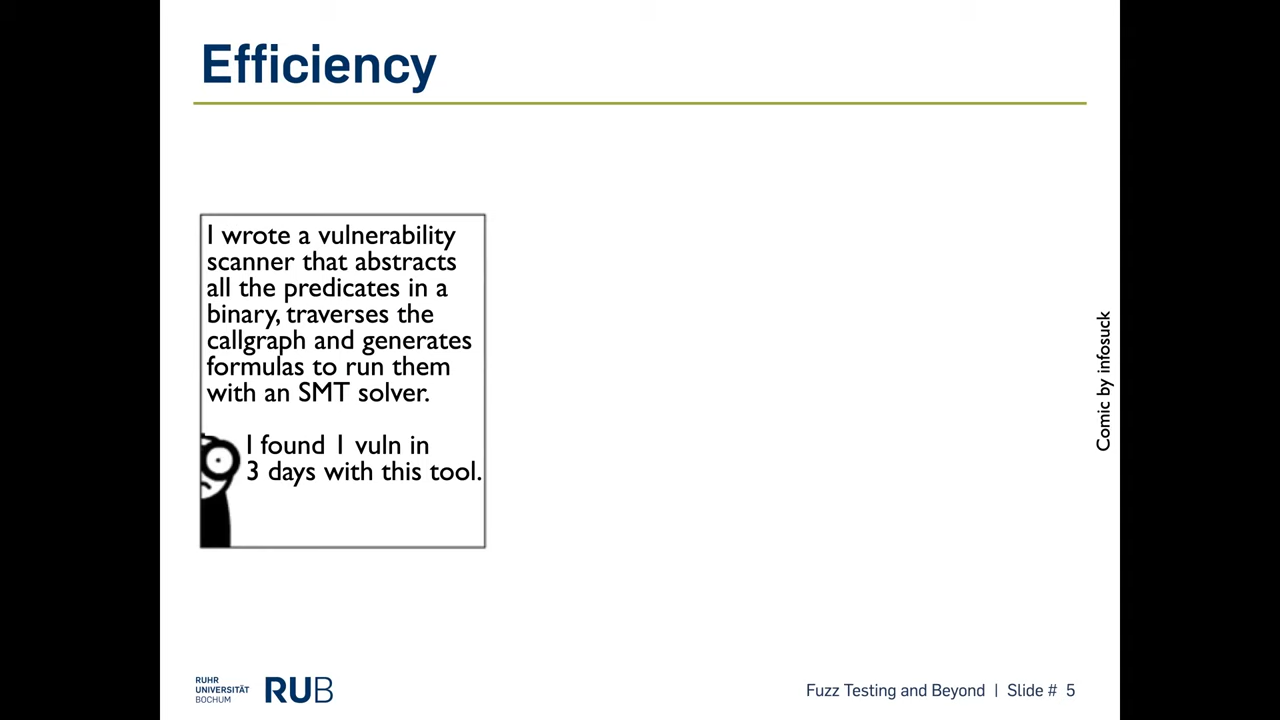 Efficiency
I wrote a vulnerability
scanner that abstracts
all the predicates in a
binary, traverses the
callgraph and generates
formulas to run them
with an SMT solver.
I found 1 vuln in
3 days with this tool.
Comic by infosuck
RUHR
UNIVERSITÄT
BOCHUM
RUB
Fuzz Testing and Beyond | Slide # 5